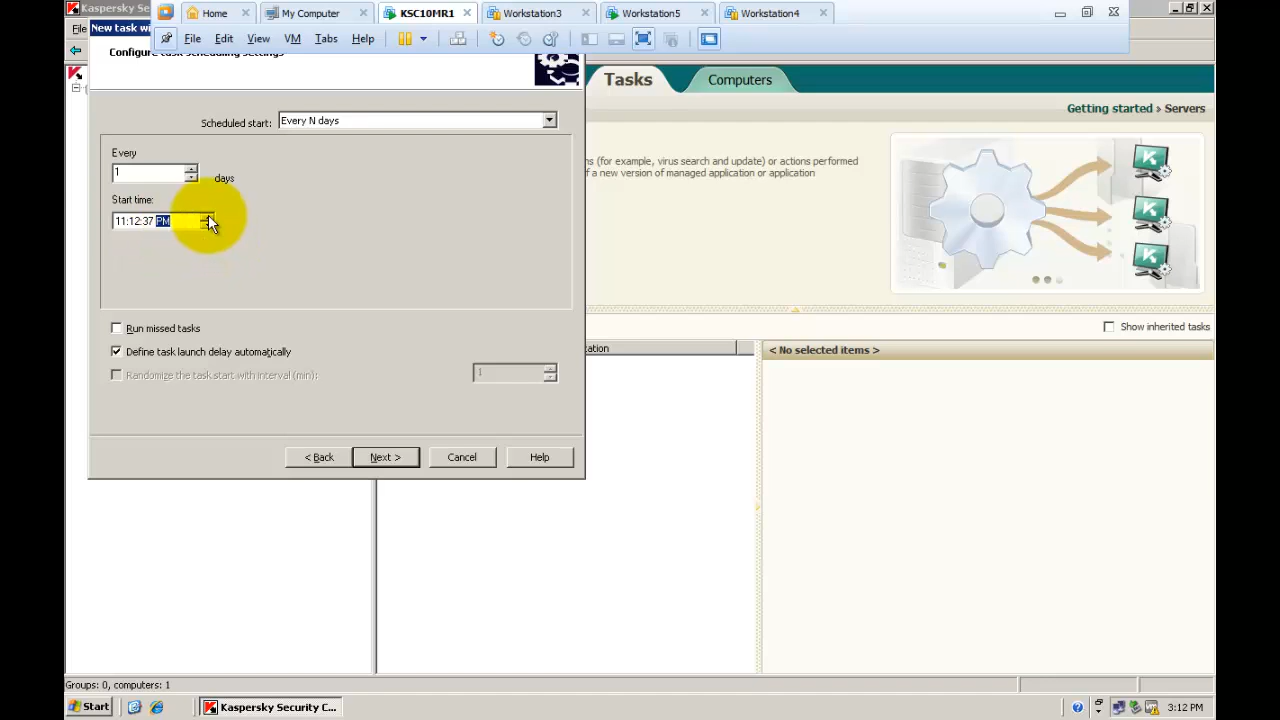 Kaspersky Se
Home
My Computer
KSC10MR1
Workstation3
Workstation5
Workstation4
File
New task wi
File
Edit
View
VM
Tabs
Help
Configure task scheduling settings
Tasks
Computers
Getting started » Servers
Scheduled start:
Every N days
Every
1
days
Start time:
11:12:37 PM
s (for example, virus search and update) or actions performed
f a new version of managed application or application
Run missed tasks
Show inherited tasks
Define task launch delay automatically
ation
< No selected items >
Randomize the task start with interval (min):
1
< Back
Next >
Cancel
Help
Groups: 0, computers: 1
Start
Kaspersky Security C...
3:12 PM